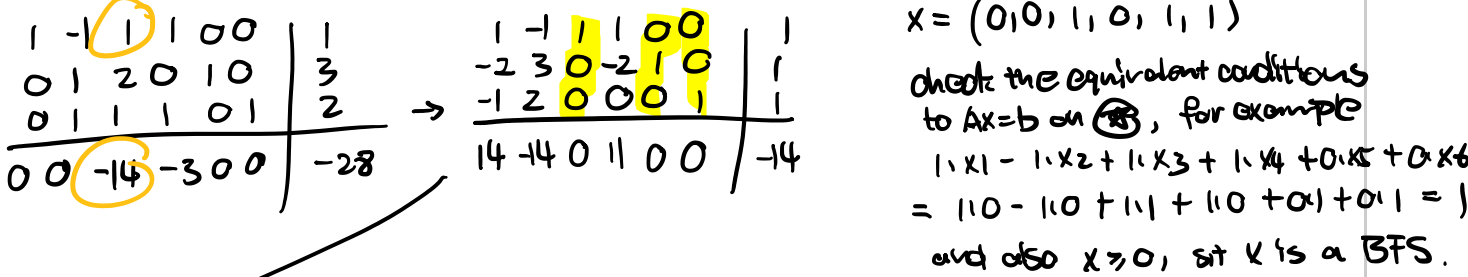 1 -1 1 1 0 0 | 1
0 1 2 0 1 0 | 3
0 1 1 1 0 1 | 2
0 0 -14 -3 0 0 | -28
→
1 -1 1 1 0 0 | 1
-2 3 0 -2 1 0 | 1
-1 2 0 0 0 1 | 1
14 -14 0 11 0 0 | -14
x = (0,0,1,0,1,1)
check the equivalent conditions
to Ax=b on, for example
1·x1 - 1·x2 + 1·x3 + 1·x4 + 0·x5 + 0·x6
= 1·0 - 1·0 + 1·1 + 1·0 + 0·1 + 0·1 = 1
and also x ≥ 0, x is a BFS.